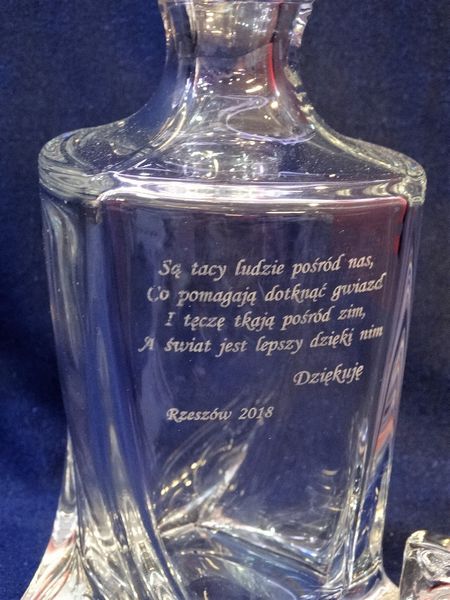 Są tacy ludzie pośród nas,
Co pomagają dotknąć gwiazd
I tęczę tkają pośród zim,
A świat jest lepszy dzięki nim
Dziękuję
Rzeszów 2018